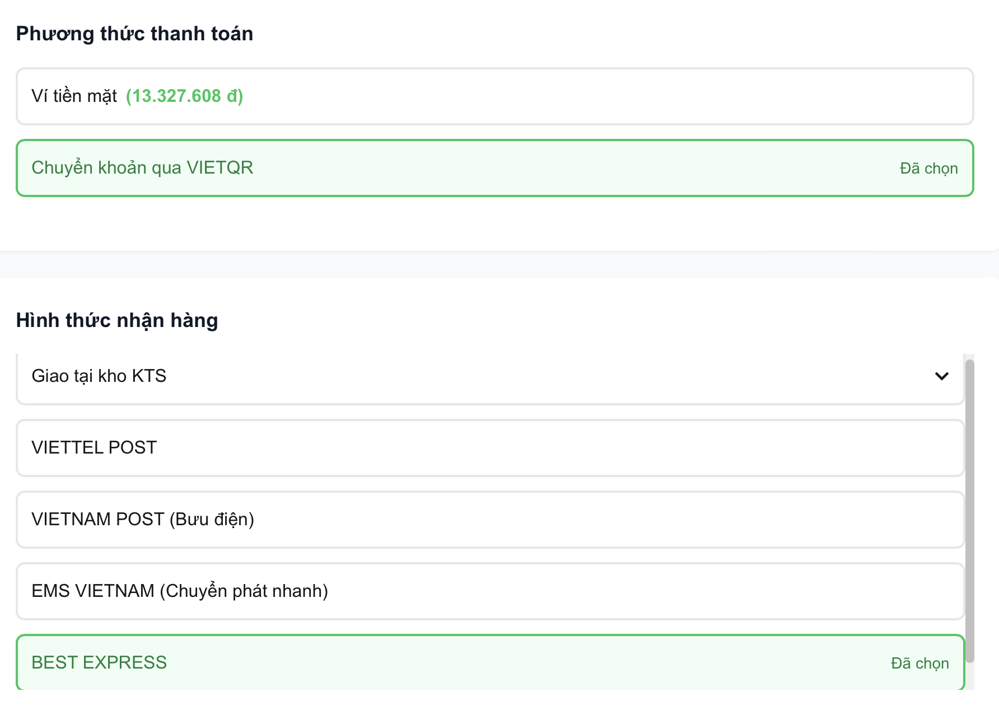 Phương thức thanh toán
Ví tiền mặt (13.327.608 đ)
Chuyển khoản qua VIETQR Đã chọn
Hình thức nhận hàng
Giao tại kho KTS
VIETTEL POST
VIETNAM POST (Bưu điện)
EMS VIETNAM (Chuyển phát nhanh)
BEST EXPRESS Đã chọn